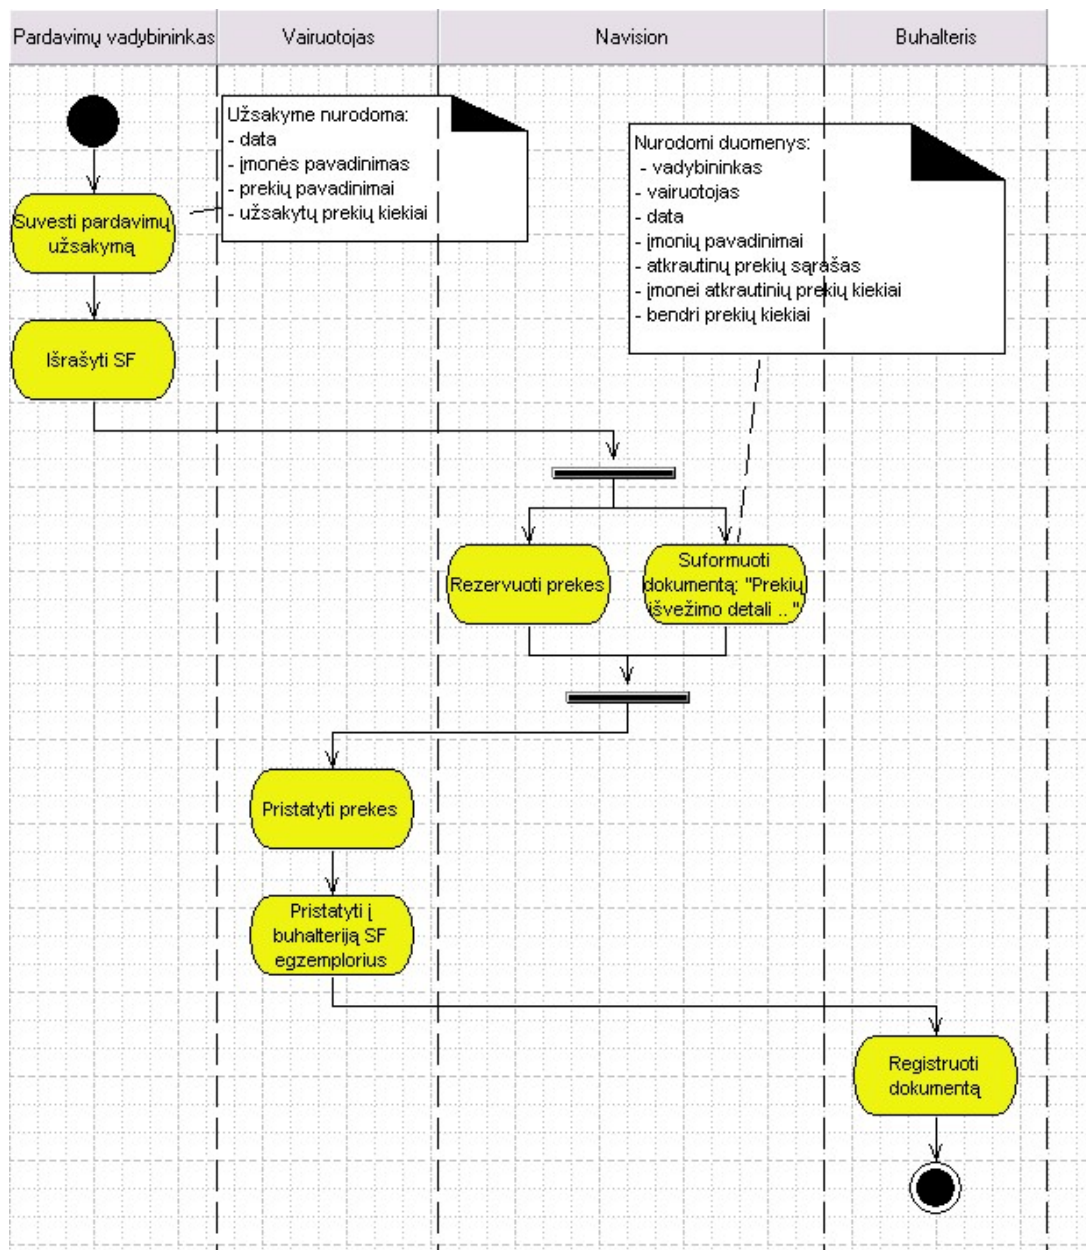 Pardavimų vadybininkas
Vairuotojas
Navision
Buhalteris
Užsakyme nurodoma:
- data
- įmonės pavadinimas
- prekių pavadinimai
- užsakytų prekių kiekiai
Nurodomi duomenys:
- vadybininkas
- vairuotojas
- data
- įmonių pavadinimai
- atkrautinų prekių sąrašas
- įmonei atkrautinių prekių kiekiai
- bendri prekių kiekiai
Suvesti pardavimų
užsakymą
Išrašyti SF
Rezervuoti prekes
Suformuoti
dokumentą: "Prekių
išvežimo detali .. "
Pristatyti prekes
Pristatyti į
buhalteriją SF
egzemplorius
Registruoti
dokumentą